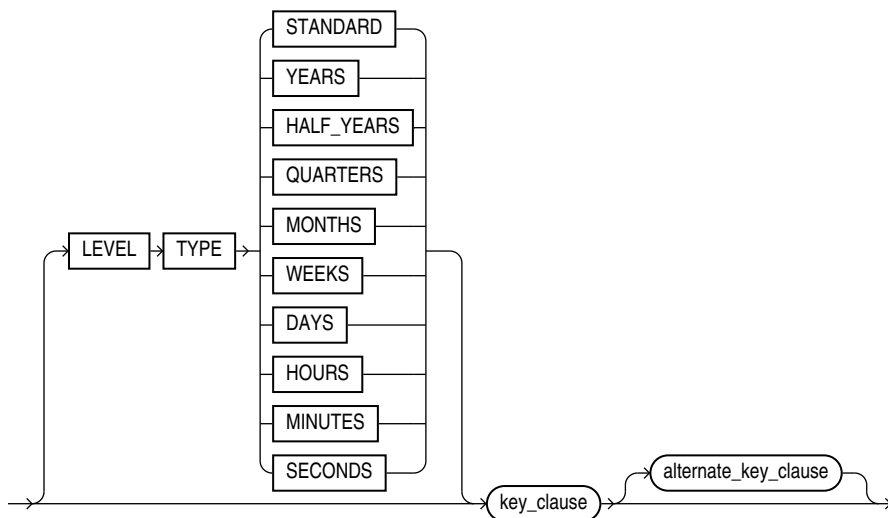 STANDARD
YEARS
HALF_YEARS
QUARTERS
MONTHS
LEVEL TYPE
WEEKS
DAYS
HOURS
MINUTES
SECONDS
alternate_key_clause
key_clause